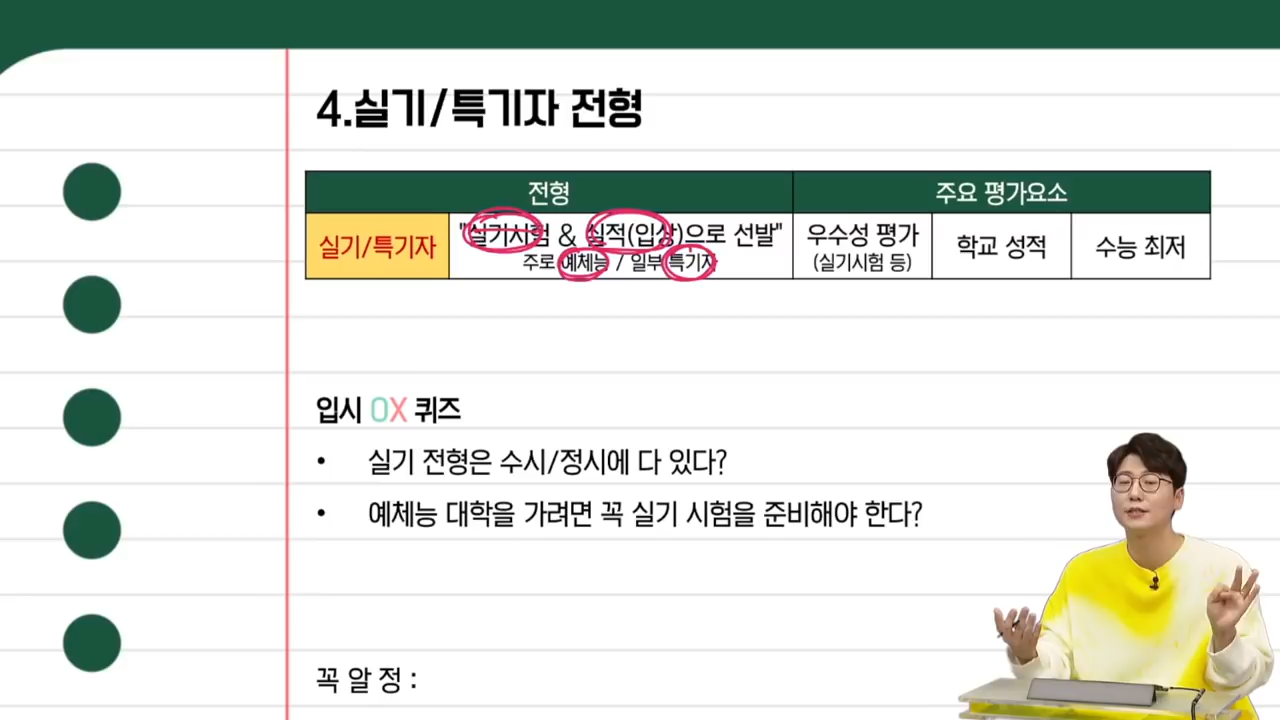 4.실기/특기자 전형
전형
주요 평가요소
실기/특기자
"실기시험 & 실적(입상)으로 선발"
주로 예체능 / 일부 특기자
우수성 평가
(실기시험 등)
학교 성적
수능 최저
입시 OX 퀴즈
• 실기 전형은 수시/정시에 다 있다?
• 예체능 대학을 가려면 꼭 실기 시험을 준비해야 한다?
꼭 알 정 :